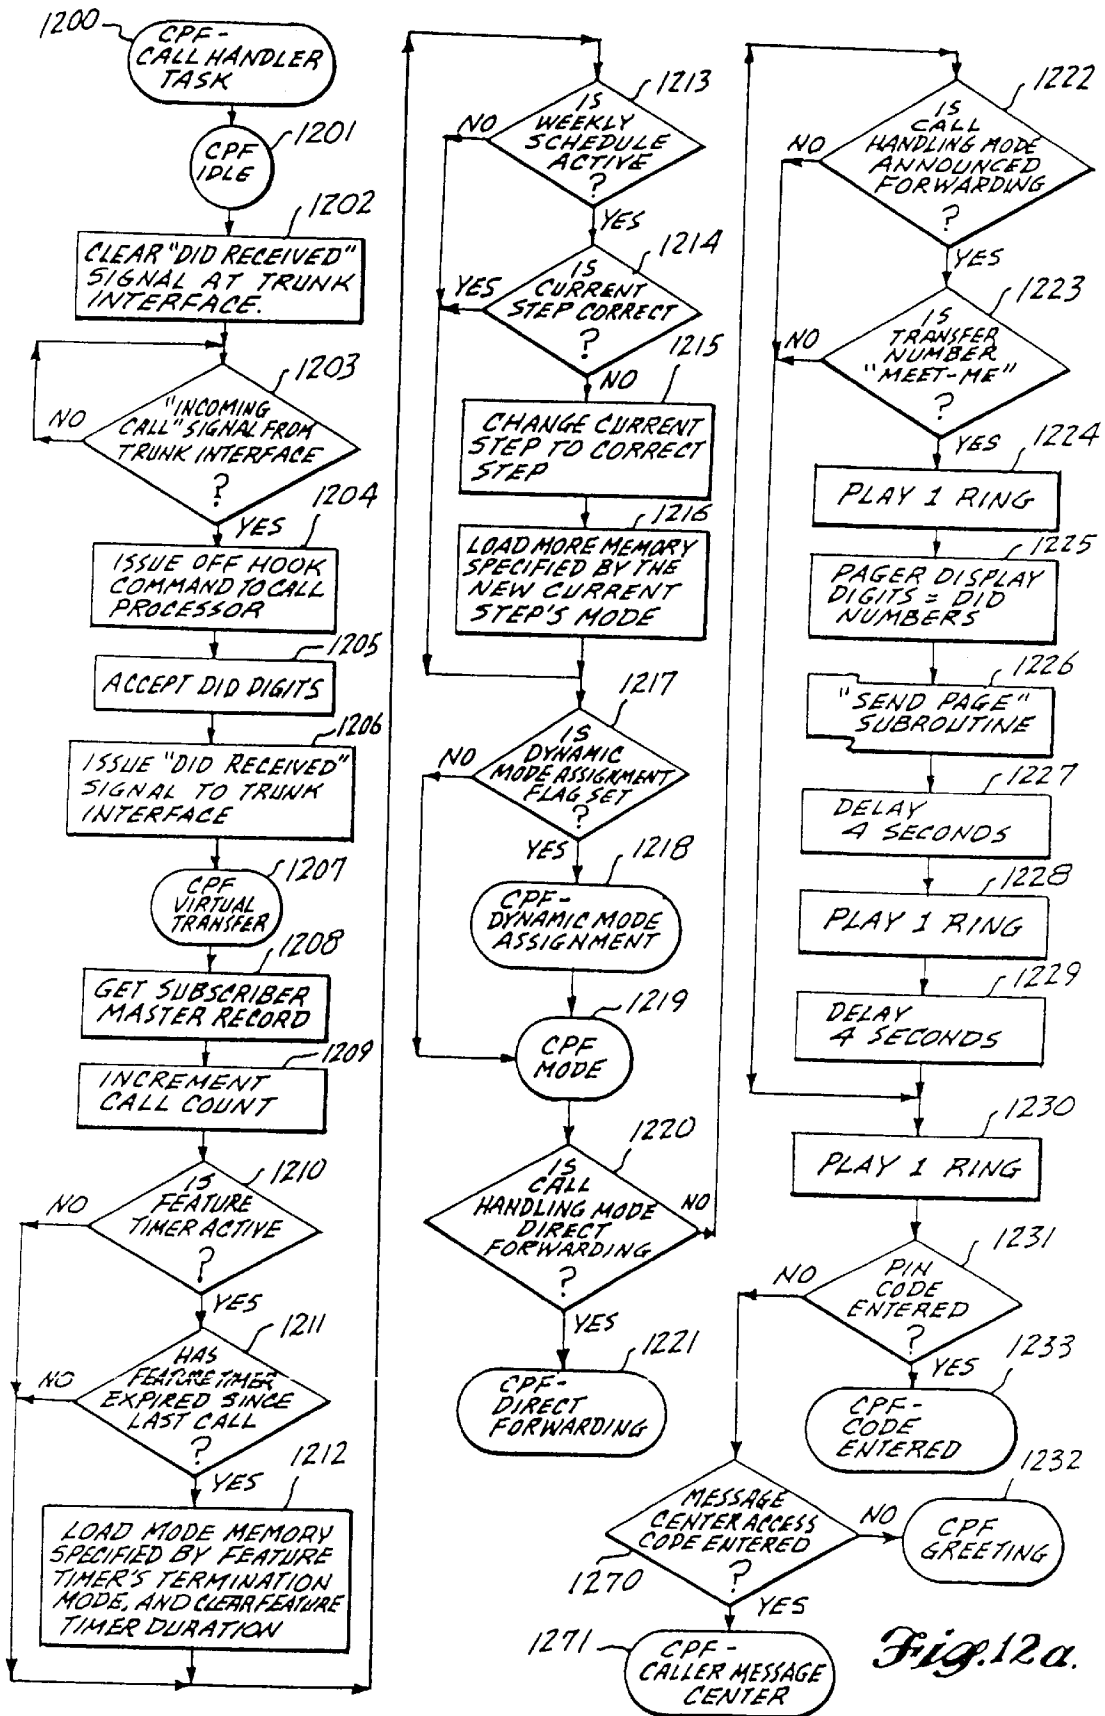 1200
CPF-
CALL HANDLER
TASK
1201
CPF
IDLE
1202
CLEAR "DID RECEIVED"
SIGNAL AT TRUNK
INTERFACE.
1203
"INCOMING
CALL" SIGNAL FROM
TRUNK INTERFACE
?
NO
YES
1204
ISSUE OFF HOOK
COMMAND TO CALL
PROCESSOR
1205
ACCEPT DID DIGITS
1206
ISSUE "DID RECEIVED"
SIGNAL TO TRUNK
INTERFACE
1207
CPF
VIRTUAL
TRANSFER
1208
GET SUBSCRIBER
MASTER RECORD
1209
INCREMENT
CALL COUNT
1210
IS
FEATURE
TIMER ACTIVE
?
NO
YES
1211
HAS
FEATURE TIMER
EXPIRED SINCE
LAST CALL
?
NO
YES
1212
LOAD MODE MEMORY
SPECIFIED BY FEATURE
TIMER'S TERMINATION
MODE, AND CLEAR FEATURE
TIMER DURATION
1213
IS
WEEKLY
SCHEDULE
ACTIVE
?
NO
YES
1214
IS
CURRENT
STEP CORRECT
?
YES
NO
1215
CHANGE CURRENT
STEP TO CORRECT
STEP
1216
LOAD MORE MEMORY
SPECIFIED BY THE
NEW CURRENT
STEP'S MODE
1217
IS
DYNAMIC
MODE ASSIGNMENT
FLAG SET
?
NO
YES
1218
CPF-
DYNAMIC MODE
ASSIGNMENT
1219
CPF
MODE
1220
IS
CALL
HANDLING MODE
DIRECT
FORWARDING
?
NO
YES
1221
CPF-
DIRECT
FORWARDING
1222
IS
CALL
HANDLING MODE
ANNOUNCED
FORWARDING
?
NO
YES
1223
IS
TRANSFER
NUMBER
"MEET-ME"
?
NO
YES
1224
PLAY 1 RING
1225
PAGER DISPLAY
DIGITS = DID
NUMBERS
1226
"SEND PAGE"
SUBROUTINE
1227
DELAY
4 SECONDS
1228
PLAY 1 RING
1229
DELAY
4 SECONDS
1230
PLAY 1 RING
1231
PIN
CODE
ENTERED
?
NO
YES
1233
CPF-
CODE
ENTERED
1232
CPF
GREETING
MESSAGE
CENTER ACCESS
CODE ENTERED
?
NO
1270
YES
1271
CPF-
CALLER MESSAGE
CENTER
Fig. 12a.